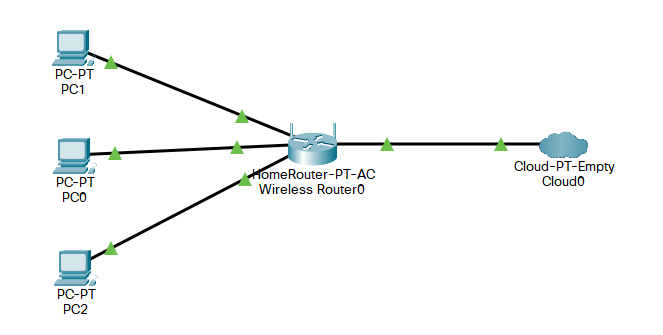 PC-PT
PC1
PC-PT
PC0
PC-PT
PC2
HomeRouter-PT-AC
Wireless Router0
Cloud-PT-Empty
Cloud0